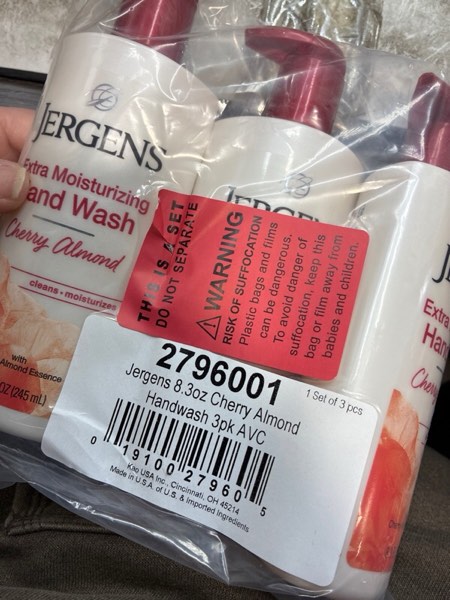 JERGENS
Extra Moisturizing
Hand Wash
Cherry Almond
cleans • moisturizes
with
Almond Essence
OZ (245 mL)
JERGENS
THIS IS A SET
DO NOT SEPARATE
WARNING
RISK OF SUFFOCATION
Plastic bags and films
can be dangerous.
To avoid danger of
suffocation, keep this
bag or film away from
babies and children.
2796001
1 Set of 3 pcs
Jergens 8.3oz Cherry Almond
Handwash 3pk AVC
0 19100 27960 5
Kao USA Inc., Cincinnati, OH 45214
Made in U.S.A. of U.S. & Imported Ingredients
J
Extra
Han
Cher